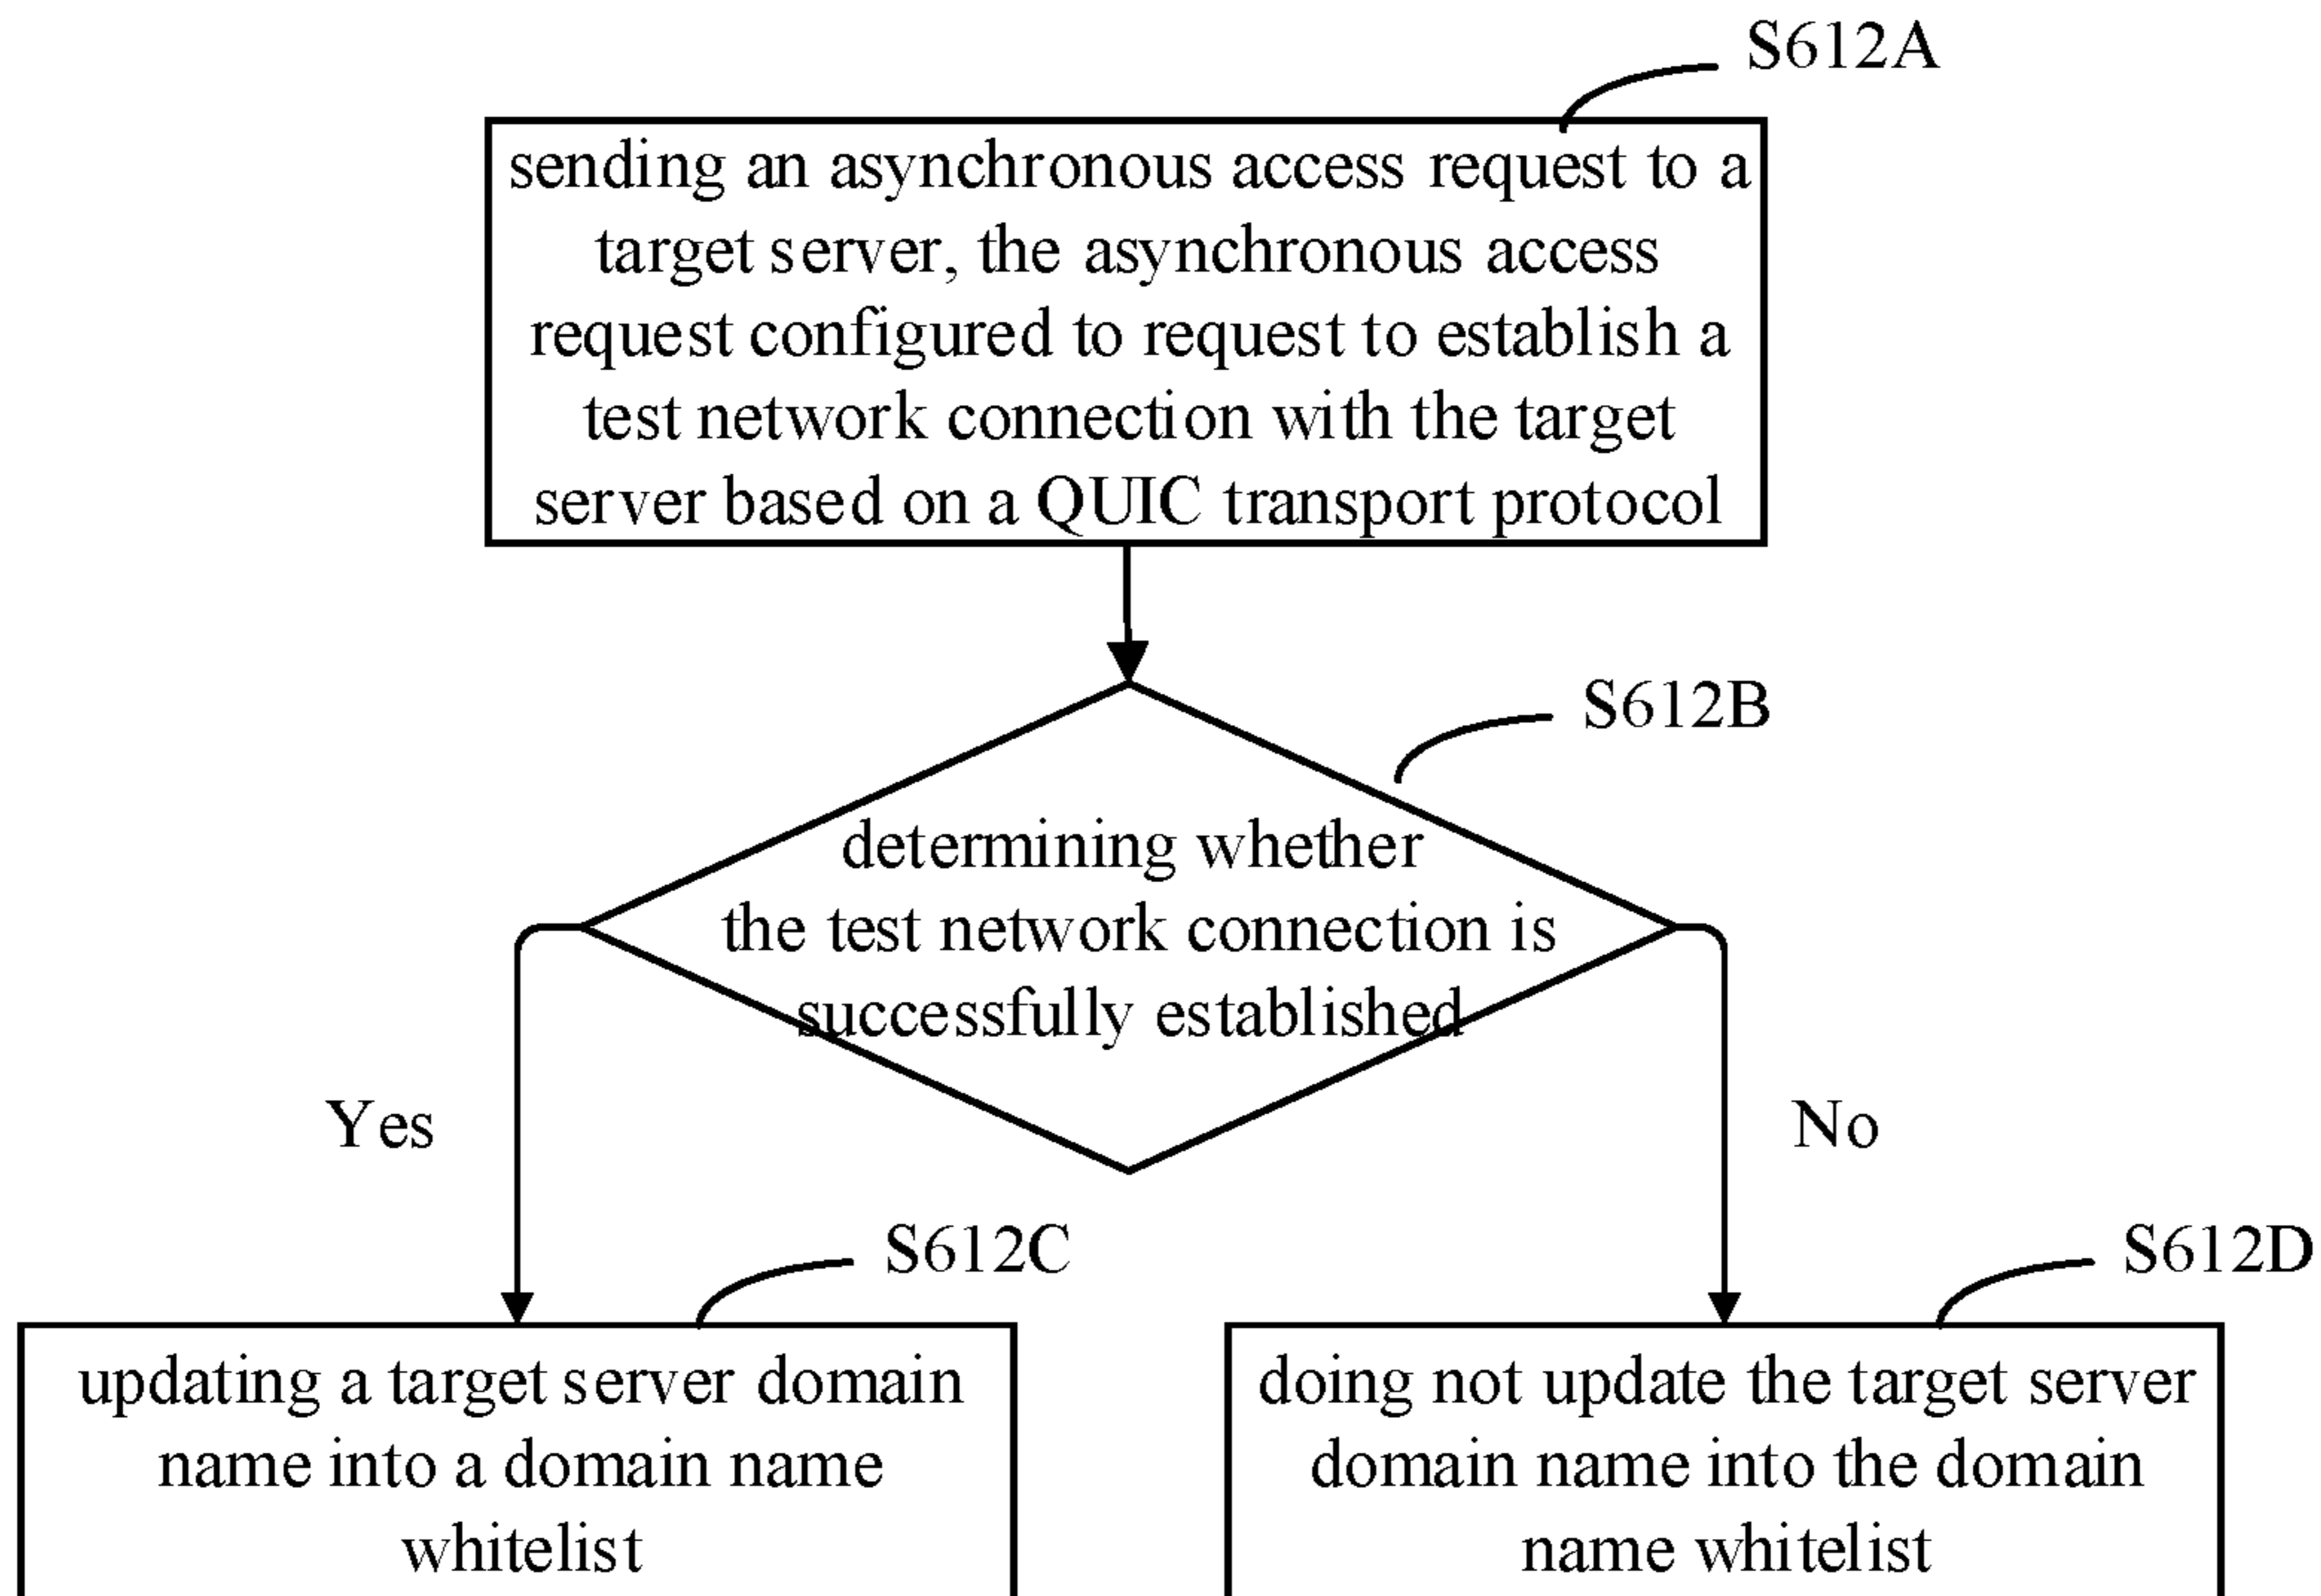 S612A
sending an asynchronous access request to a
target server, the asynchronous access
request configured to request to establish a
test network connection with the target
server based on a QUIC transport protocol
S612B
determining whether
the test network connection is
successfully established
Yes
No
S612C
updating a target server domain
name into a domain name
whitelist
S612D
doing not update the target server
domain name into the domain
name whitelist